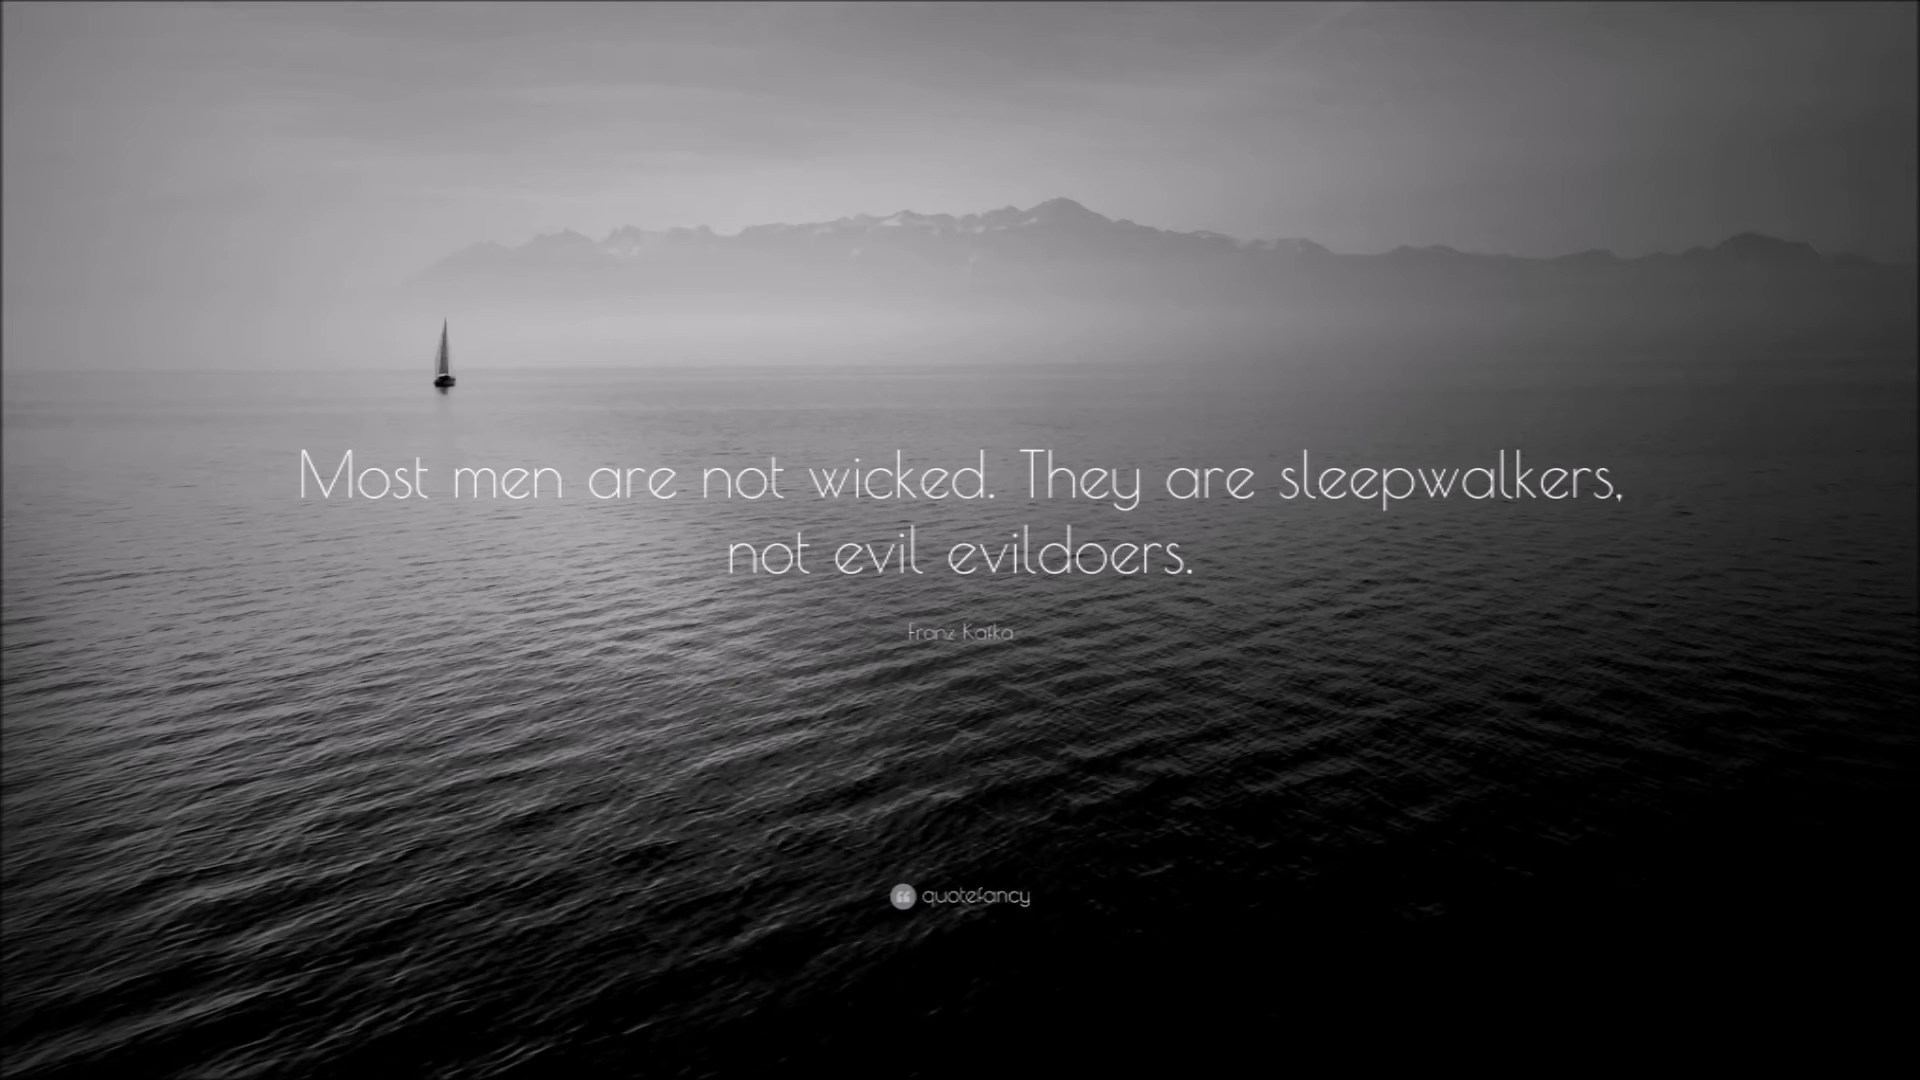 Most men are not wicked. They are sleepwalkers,
not evil evildoers.
Franz Kafka
quotefancy